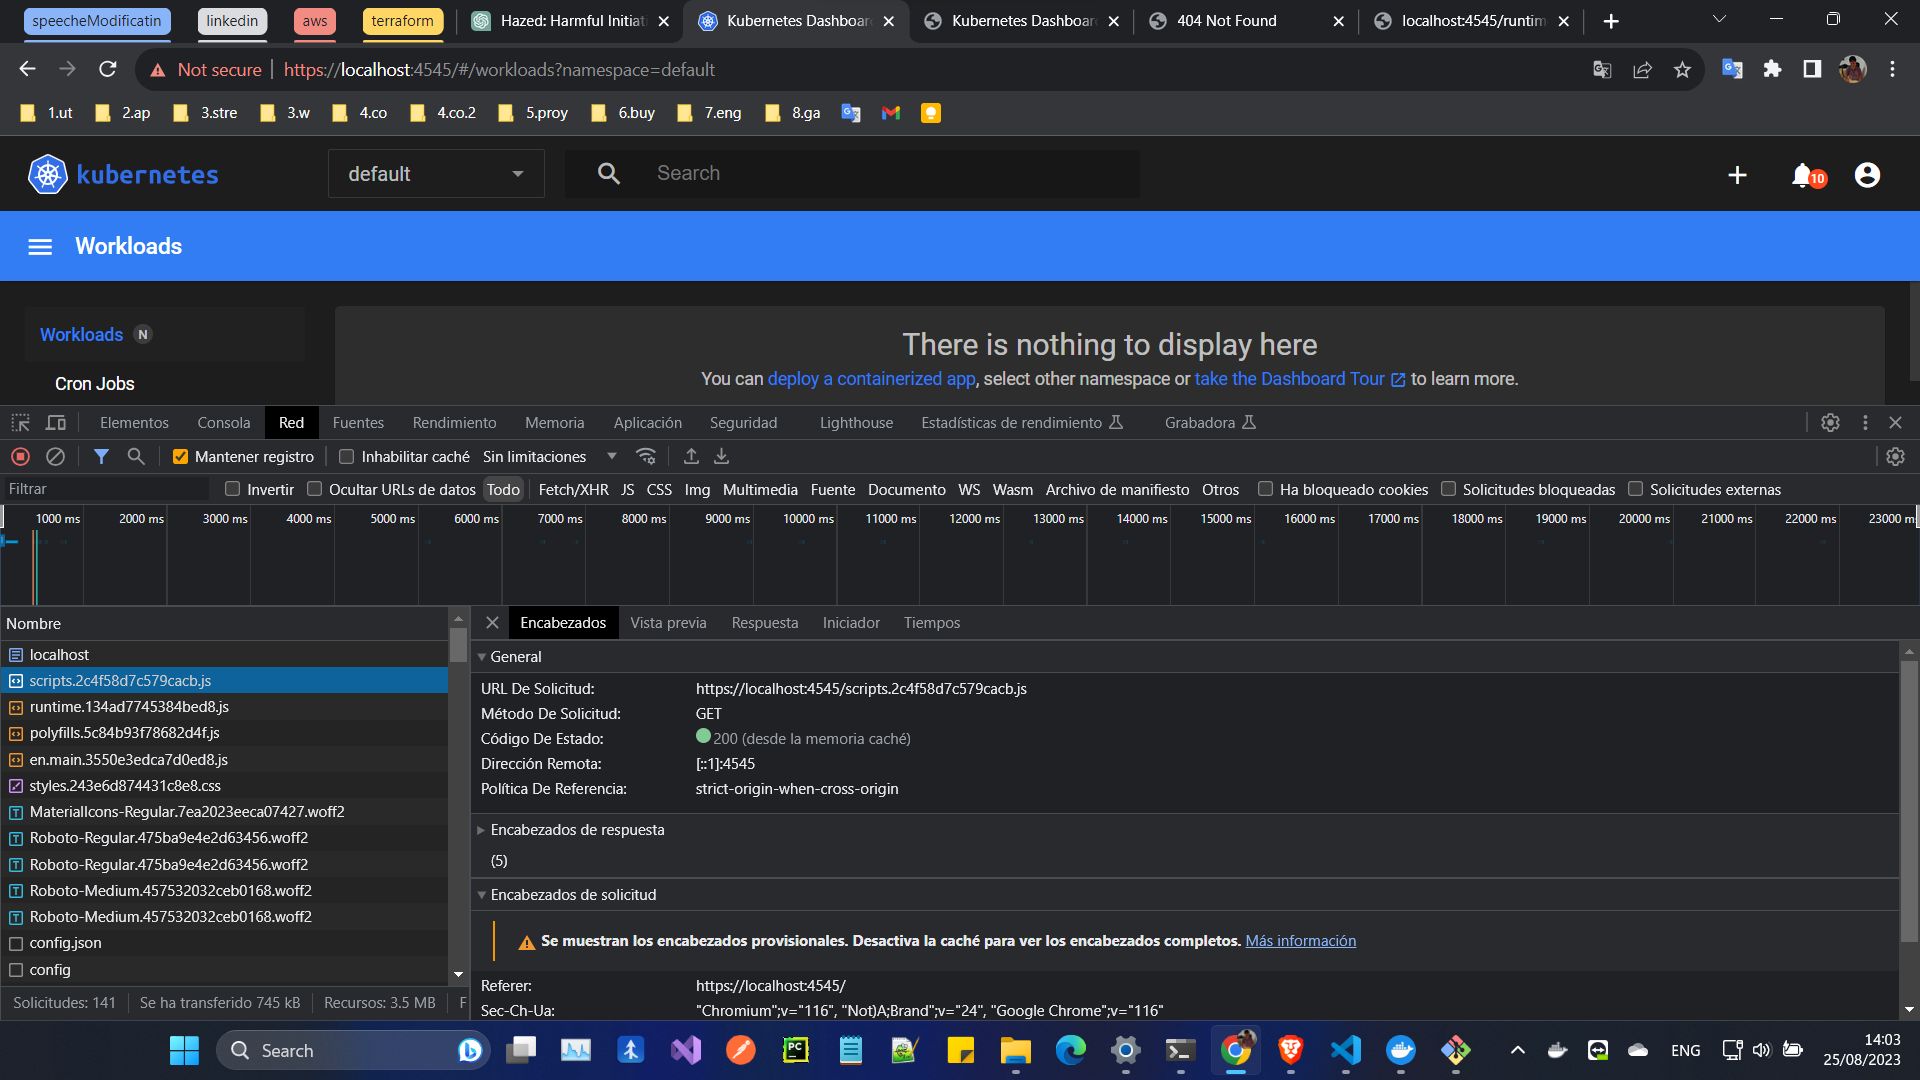 speecheModificatin
linkedin
aws
terraform
Hazed: Harmful Initiati
Kubernetes Dashboar
Kubernetes Dashboar
404 Not Found
localhost:4545/runtim
Not secure
https://localhost:4545/#/workloads?namespace=default
1.ut
2.ap
3.stre
3.w
4.co
4.co.2
5.proy
6.buy
7.eng
8.ga
kubernetes
default
Search
10
Workloads
Workloads N
Cron Jobs
There is nothing to display here
You can deploy a containerized app, select other namespace or take the Dashboard Tour to learn more.
Elementos Consola Red Fuentes Rendimiento Memoria Aplicación Seguridad Lighthouse Estadísticas de rendimiento Grabadora
Mantener registro Inhabilitar caché Sin limitaciones
Filtrar Invertir Ocultar URLs de datos Todo Fetch/XHR JS CSS Img Multimedia Fuente Documento WS Wasm Archivo de manifiesto Otros Ha bloqueado cookies Solicitudes bloqueadas Solicitudes externas
1000 ms 2000 ms 3000 ms 4000 ms 5000 ms 6000 ms 7000 ms 8000 ms 9000 ms 10000 ms 11000 ms 12000 ms 13000 ms 14000 ms 15000 ms 16000 ms 17000 ms 18000 ms 19000 ms 20000 ms 21000 ms 22000 ms 23000 m
Nombre
localhost
scripts.2c4f58d7c579cacb.js
runtime.134ad7745384bed8.js
polyfills.5c84b93f78682d4f.js
en.main.3550e3edca7d0ed8.js
styles.243e6d874431c8e8.css
MaterialIcons-Regular.7ea2023eeca07427.woff2
Roboto-Regular.475ba9e4e2d63456.woff2
Roboto-Regular.475ba9e4e2d63456.woff2
Roboto-Medium.457532032ceb0168.woff2
Roboto-Medium.457532032ceb0168.woff2
config.json
config
Solicitudes: 141 Se ha transferido 745 kB Recursos: 3.5 MB F
Encabezados Vista previa Respuesta Iniciador Tiempos
General
URL De Solicitud: https://localhost:4545/scripts.2c4f58d7c579cacb.js
Método De Solicitud: GET
Código De Estado: 200 (desde la memoria caché)
Dirección Remota: [::1]:4545
Política De Referencia: strict-origin-when-cross-origin
Encabezados de respuesta
(5)
Encabezados de solicitud
Se muestran los encabezados provisionales. Desactiva la caché para ver los encabezados completos. Más información
Referer: https://localhost:4545/
Sec-Ch-Ua: "Chromium";v="116", "Not)A;Brand";v="24", "Google Chrome";v="116"
Search
PC
ENG
14:03
25/08/2023